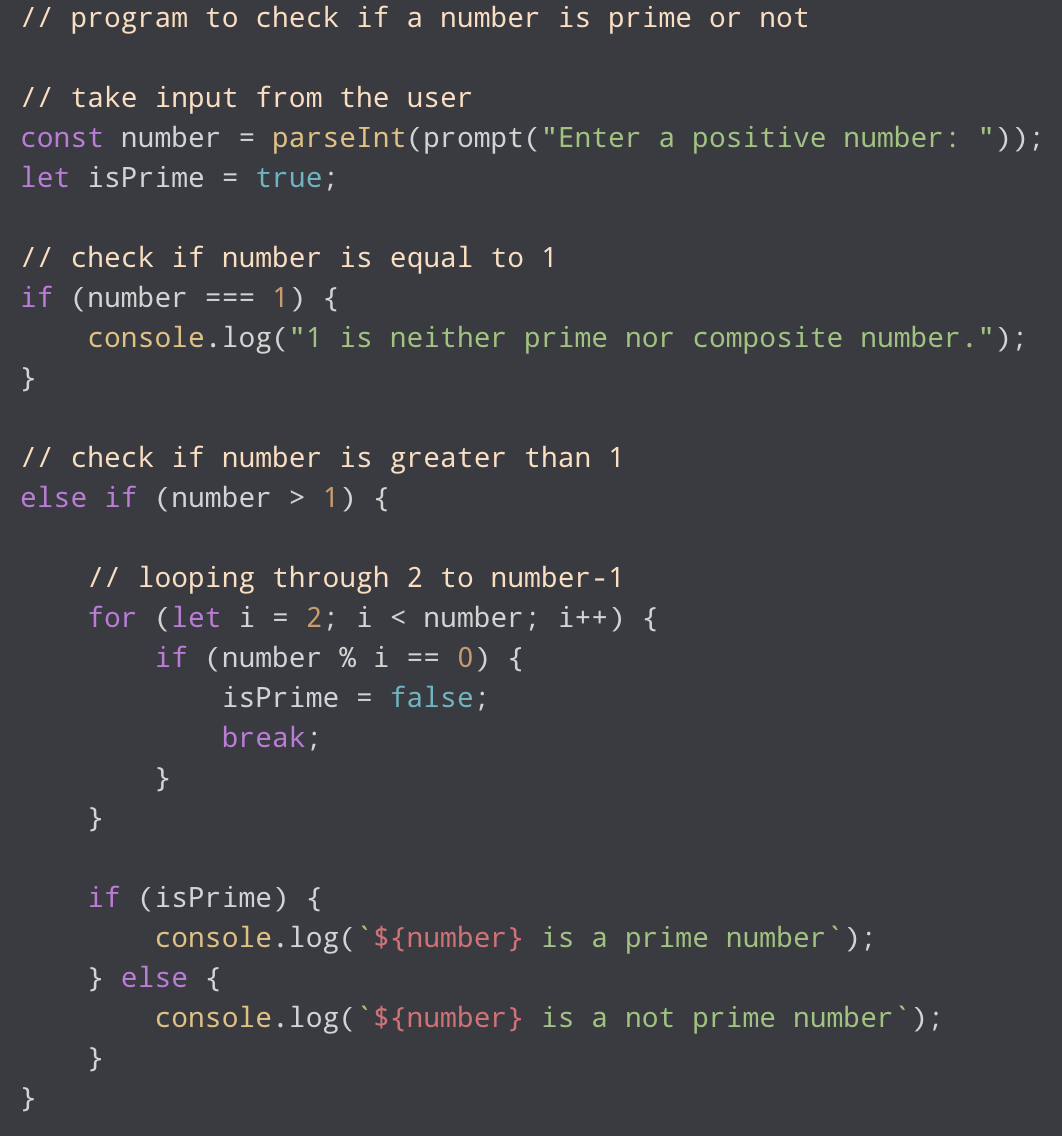 // program to check if a number is prime or not

// take input from the user
const number = parseInt(prompt("Enter a positive number: "));
let isPrime = true;

// check if number is equal to 1
if (number === 1) {
    console.log("1 is neither prime nor composite number.");
}

// check if number is greater than 1
else if (number > 1) {

    // looping through 2 to number-1
    for (let i = 2; i < number; i++) {
        if (number % i == 0) {
            isPrime = false;
            break;
        }
    }

    if (isPrime) {
        console.log(`${number} is a prime number`);
    } else {
        console.log(`${number} is a not prime number`);
    }
}